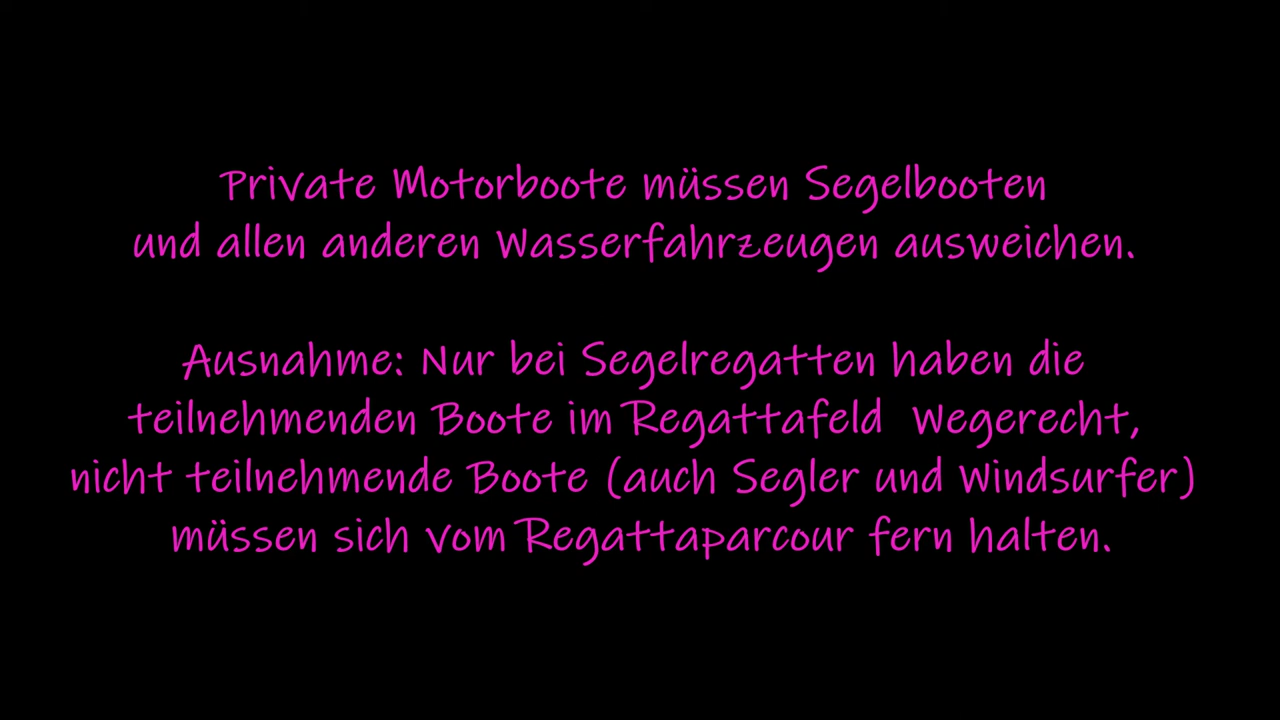 Private Motorboote müssen Segelbooten
und allen anderen Wasserfahrzeugen ausweichen.
Ausnahme: Nur bei Segelregatten haben die
teilnehmenden Boote im Regattafeld Wegerecht,
nicht teilnehmende Boote (auch Segler und Windsurfer)
müssen sich vom Regattaparcour fern halten.